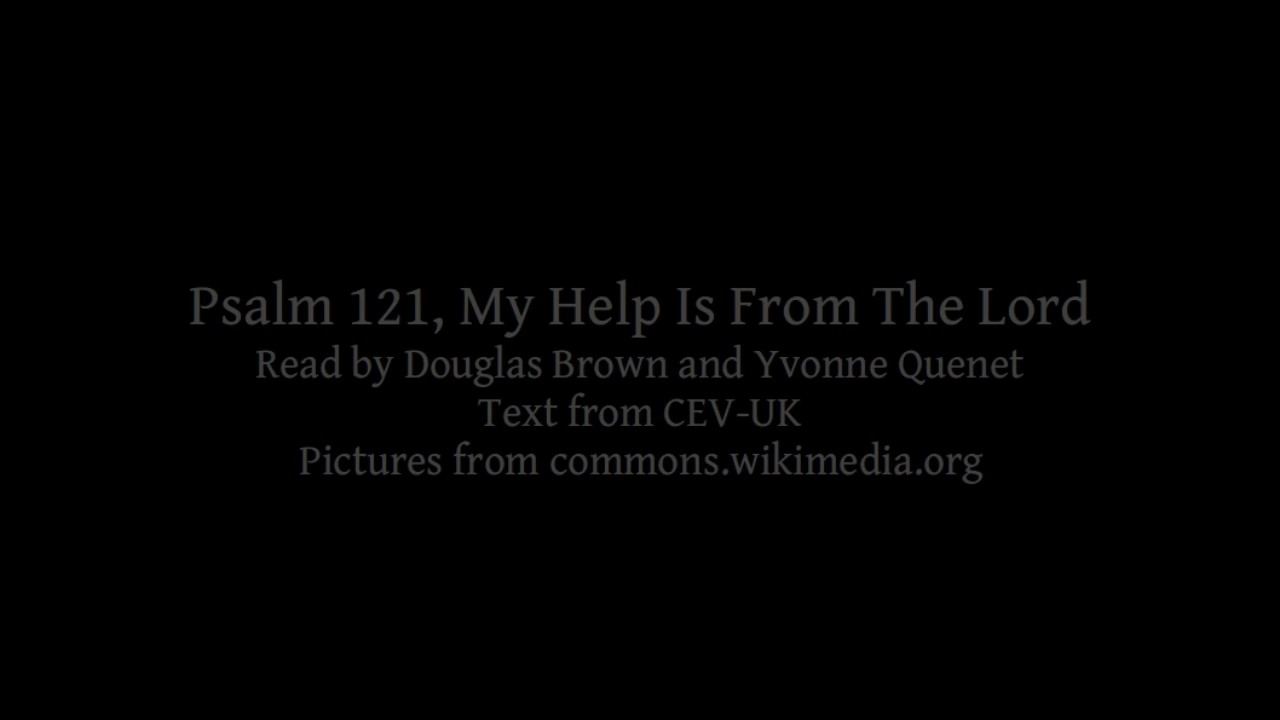 Psalm 121, My Help Is From The Lord
Read by Douglas Brown and Yvonne Quenet
Text from CEV-UK
Pictures from commons.wikimedia.org